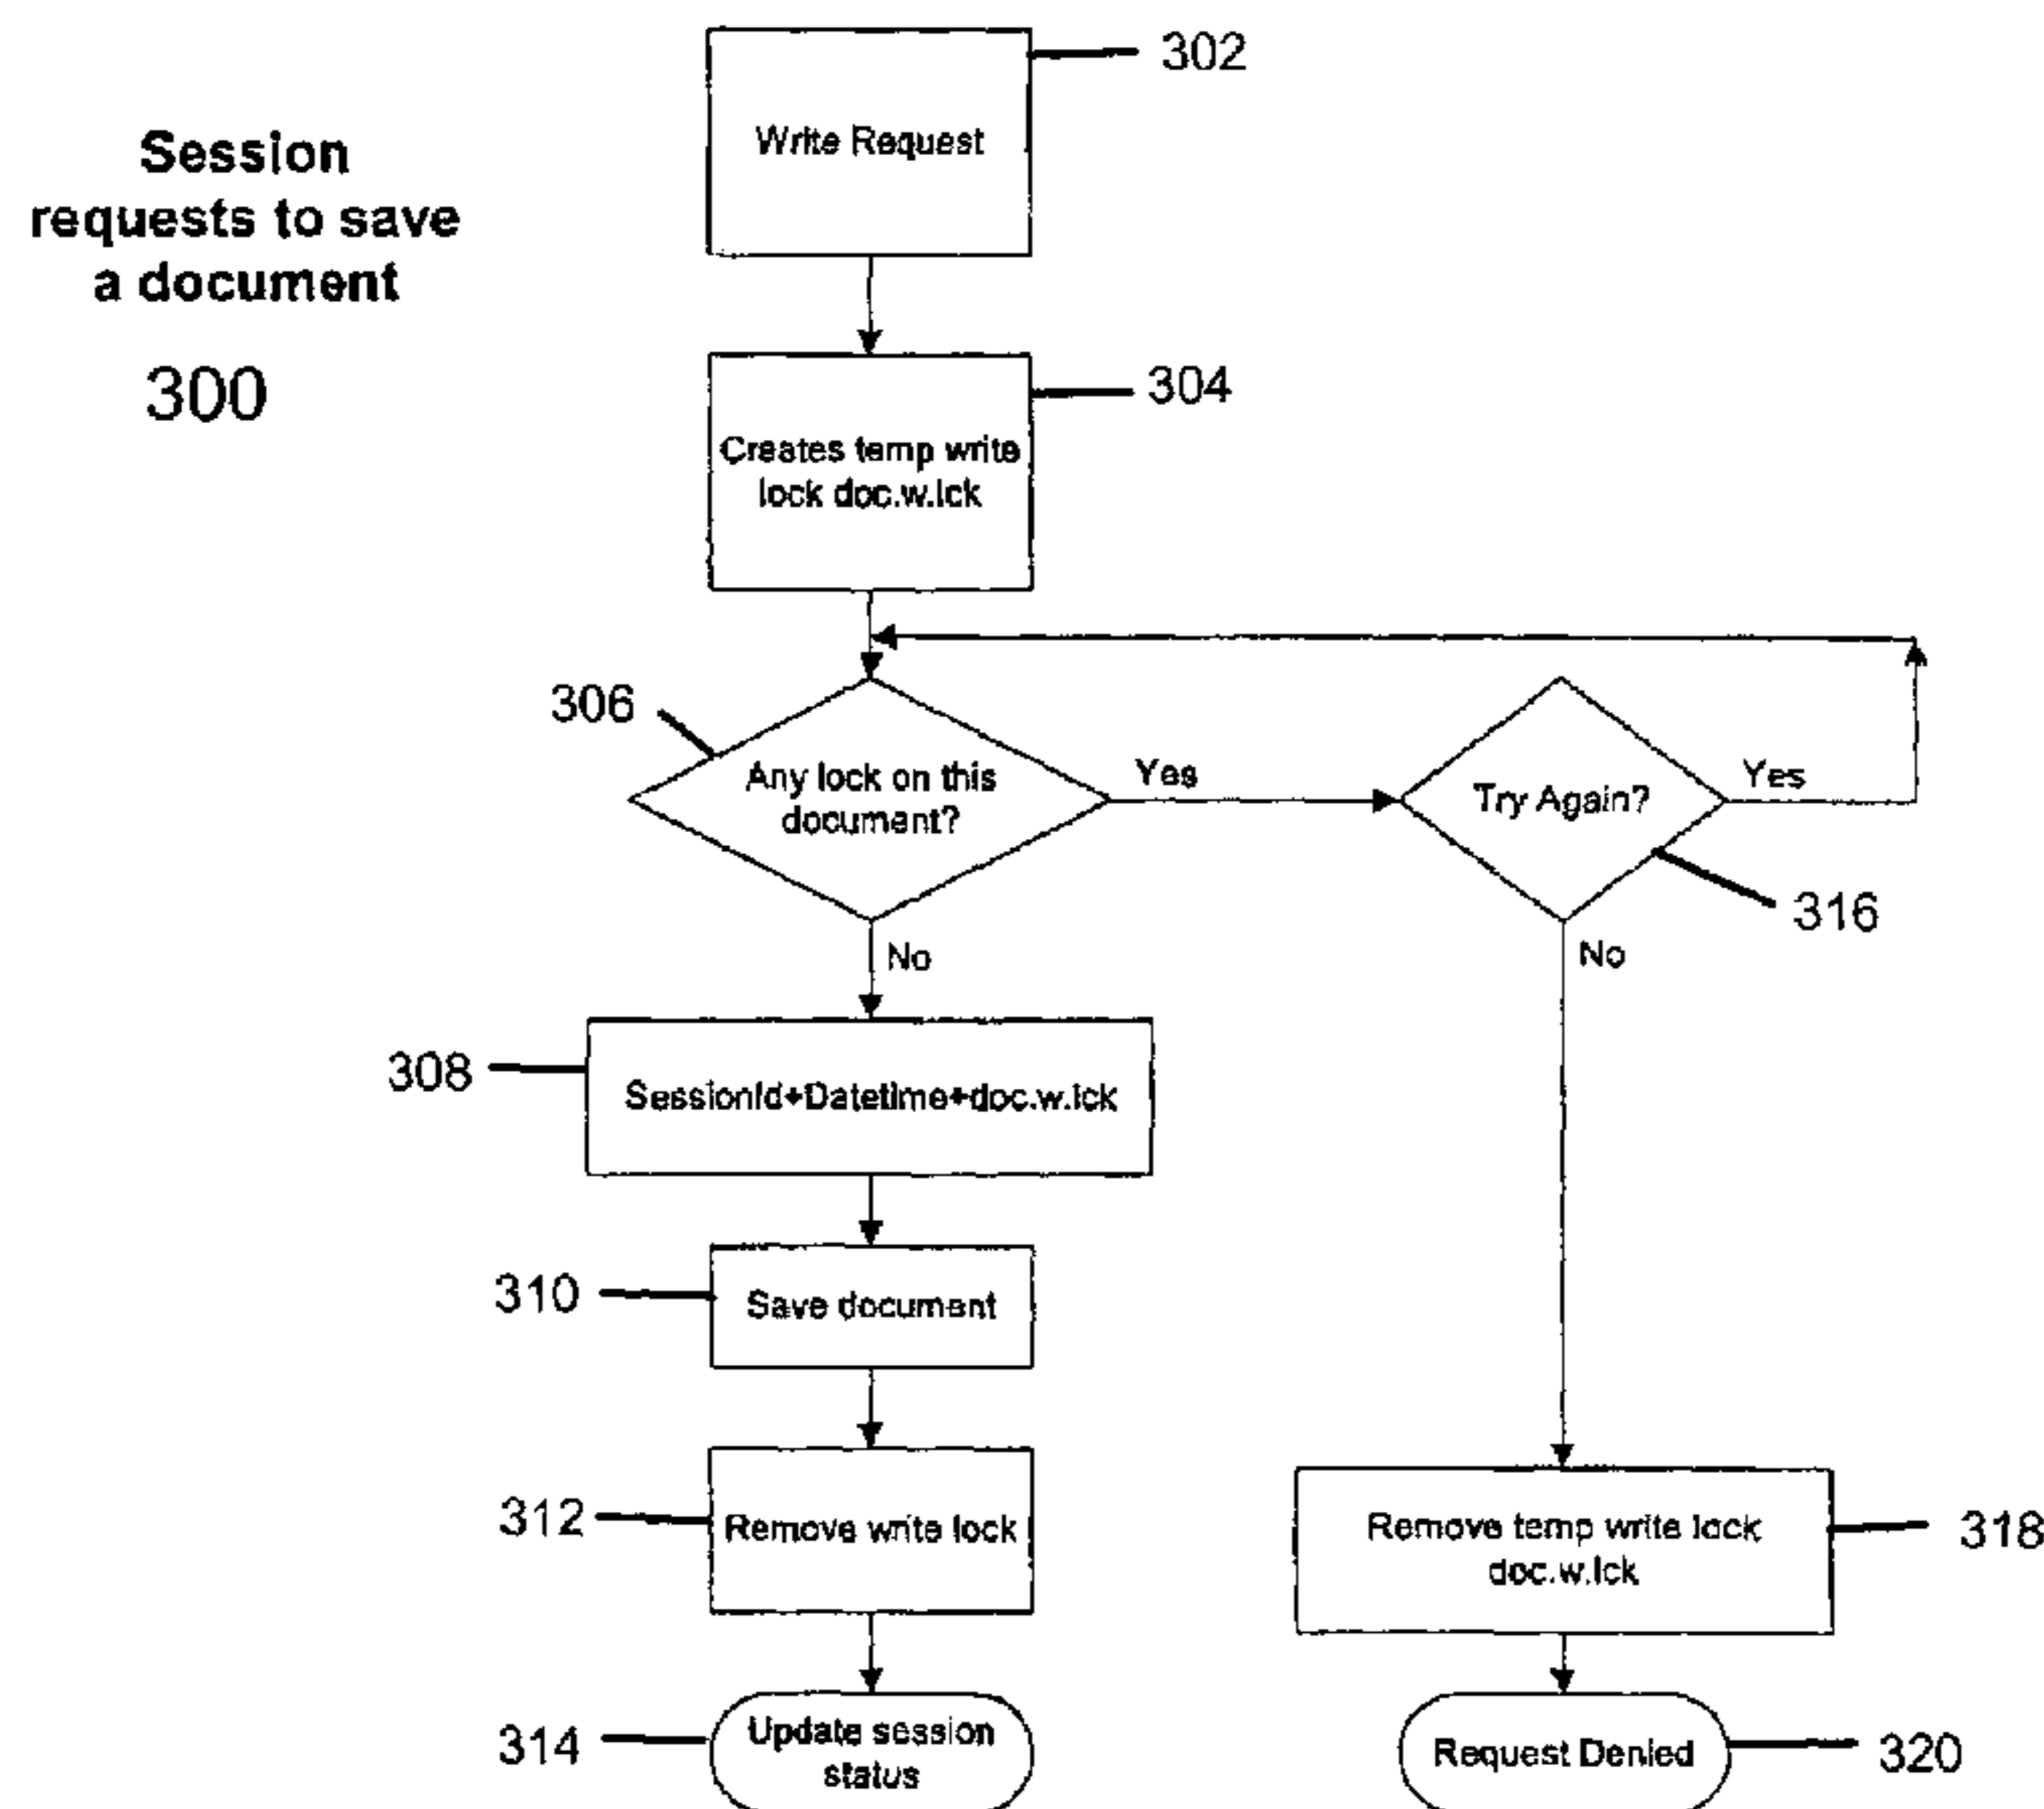 Session
requests to save
a document
300
302
Write Request
304
Creates temp write
lock doc.w.lck
306
Any lock on this
document?
Yes
Try Again?
Yes
316
No
No
308
SessionId+Datetime+doc.w.lck
310
Save document
312
Remove write lock
Remove temp write lock
doc.w.lck
318
314
Update session
status
Request Denied
320